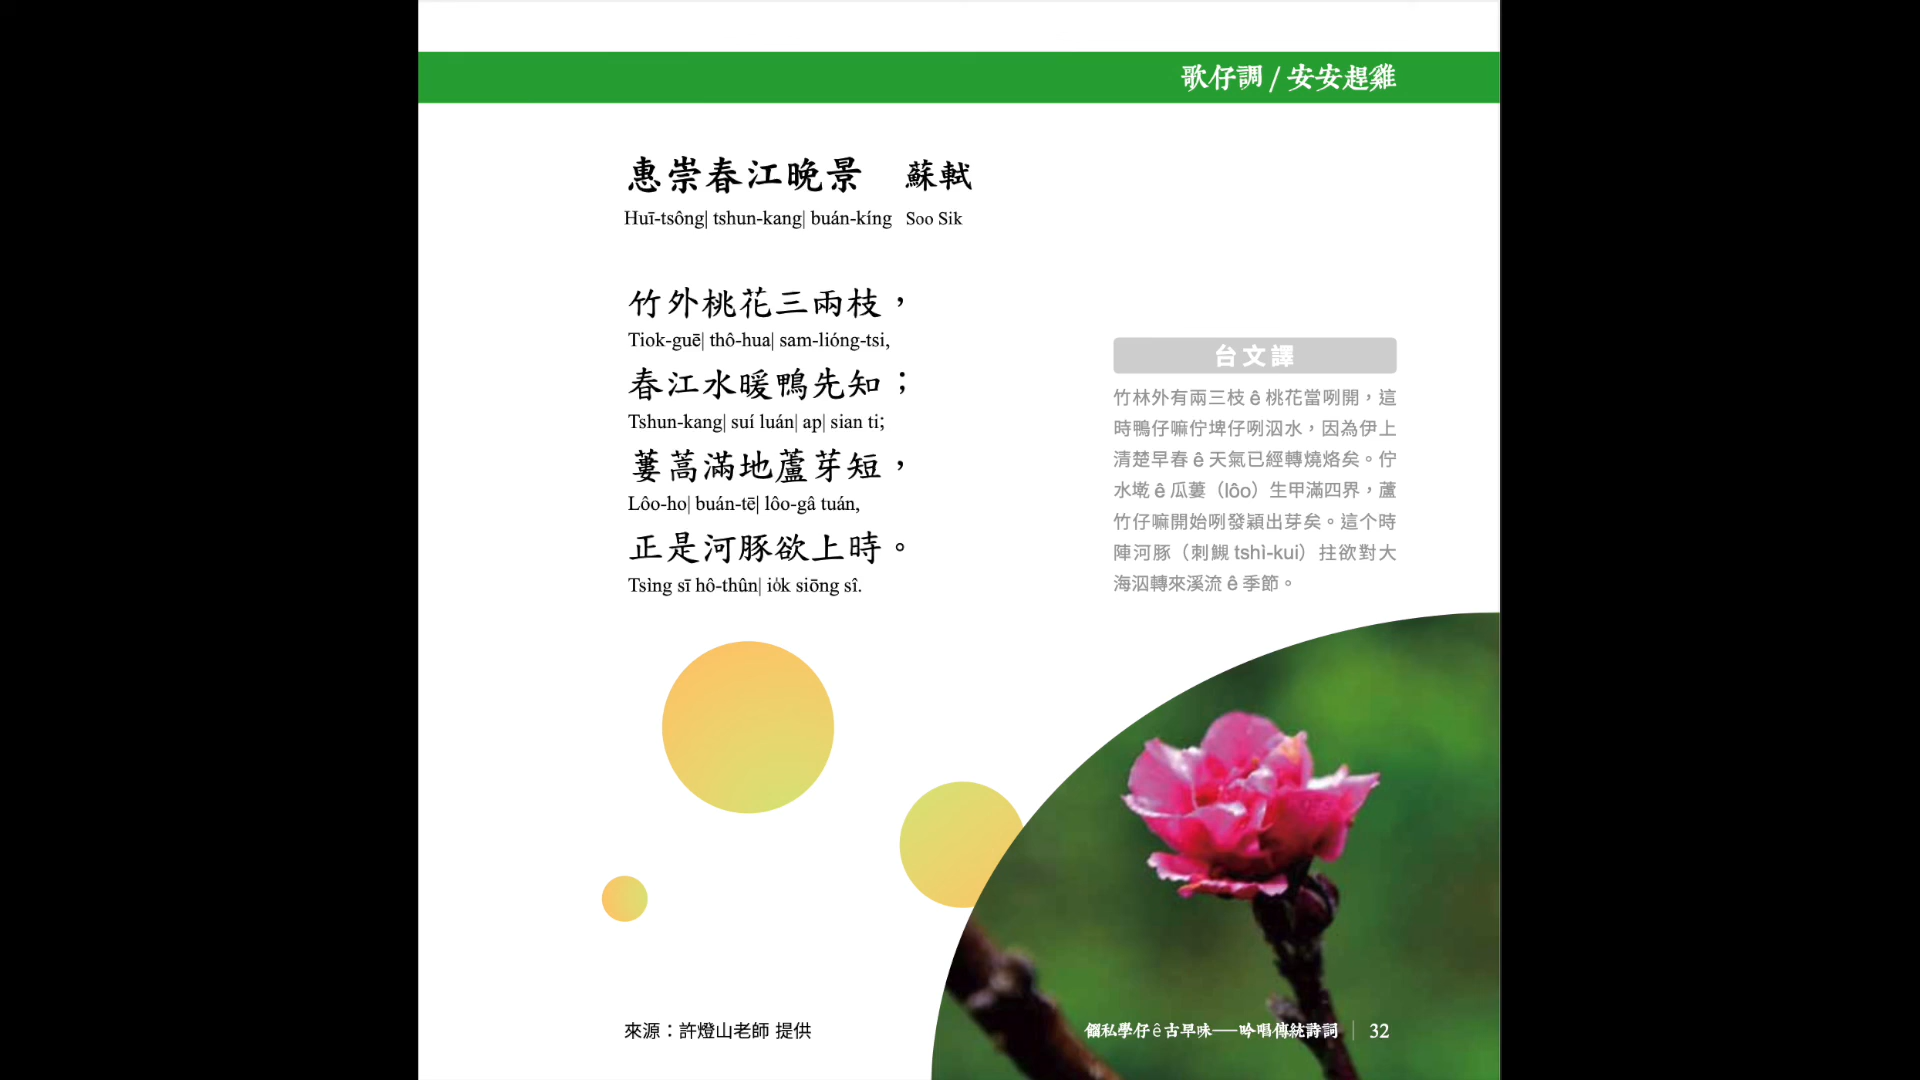 歌仔調 / 安安趕雞
惠崇春江晚景 蘇軾
Huī-tsông| tshun-kang| buán-kíng Soo Sik
竹外桃花三兩枝，
Tiok-guē| thô-hua| sam-lióng-tsi,
春江水暖鴨先知；
Tshun-kang| suí luán| ap| sian ti;
蔞蒿滿地蘆芽短，
Lôo-ho| buán-tē| lôo-gâ tuán,
正是河豚欲上時。
Tsìng sī hô-thûn| io̍k siōng sî.
台文譯
竹林外有兩三枝 ê 桃花當咧開，這
時鴨仔嘛佇埤仔咧泅水，因為伊上
清楚早春 ê 天氣已經轉燒烙矣。佇
水墘 ê 瓜蔞（lôo）生甲滿四界，蘆
竹仔嘛開始咧發穎出芽矣。這个時
陣河豚（刺鯢 tshì-kui）拄欲對大
海泅轉來溪流 ê 季節。
來源：許燈山老師 提供
個私學仔ê古早味──吟唱傳統詩詞 | 32